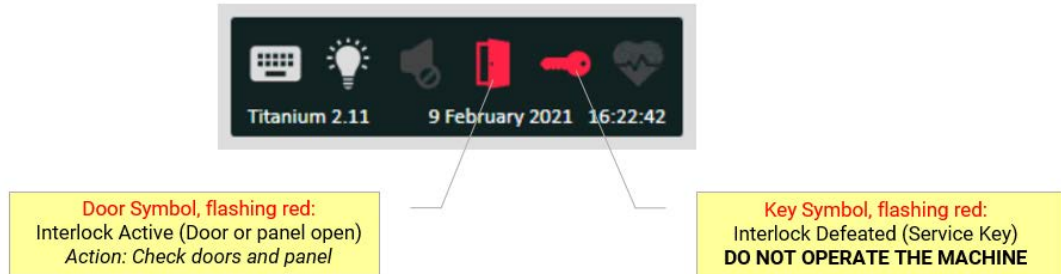 Titanium 2.11 9 February 2021 16:22:42
Door Symbol, flashing red:
Interlock Active (Door or panel open)
Action: Check doors and panel
Key Symbol, flashing red:
Interlock Defeated (Service Key)
DO NOT OPERATE THE MACHINE